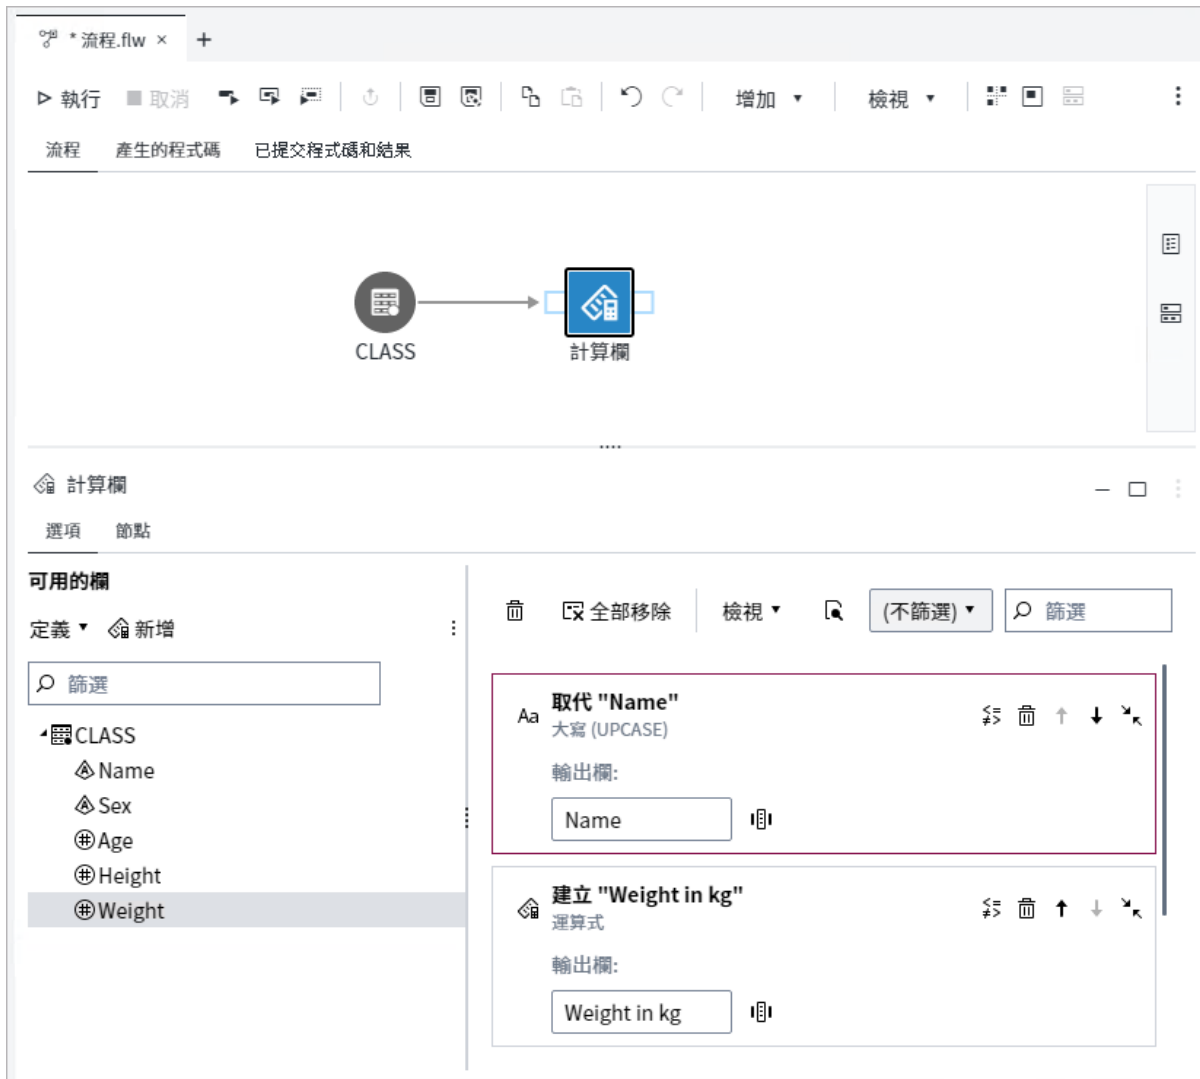 * 流程.flw × +
執行 取消 增加 檢視
流程 產生的程式碼 已提交程式碼和結果
CLASS 計算欄
計算欄
選項 節點
可用的欄
定義 新增
篩選
CLASS
Name
Sex
Age
Height
Weight
全部移除 檢視 (不篩選) 篩選
Aa 取代 "Name"
大寫 (UPCASE)
輸出欄:
Name
建立 "Weight in kg"
運算式
輸出欄:
Weight in kg